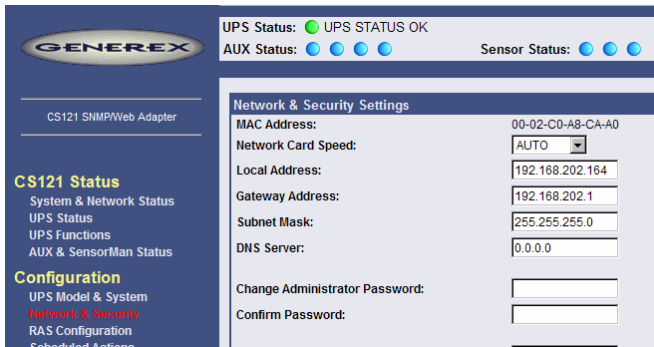 GENEREX
UPS Status: UPS STATUS OK
AUX Status: Sensor Status:
CS121 SNMP/Web Adapter
CS121 Status
System & Network Status
UPS Status
UPS Functions
AUX & SensorMan Status
Configuration
UPS Model & System
Network & Security
RAS Configuration
Scheduled Actions
Network & Security Settings
MAC Address: 00-02-C0-A8-CA-A0
Network Card Speed: AUTO
Local Address: 192.168.202.164
Gateway Address: 192.168.202.1
Subnet Mask: 255.255.255.0
DNS Server: 0.0.0.0
Change Administrator Password:
Confirm Password: